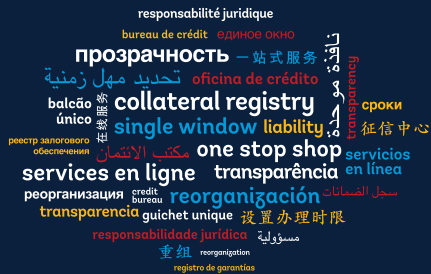 responsabilité juridique
bureau de crédit
единое окно
прозрачность
一站式服务
نافذة موحدة
تحديد مهل زمنية
oficina de crédito
transparency
balcão
único
在线服务
collateral registry
сроки
single window
liability
征信中心
реестр залогового
обеспечения
مكتب الائتمان
one stop shop
servicios
en línea
services en ligne
transparência
реорганизация
credit
bureau
reorganización
سجل الضمانات
transparencia
guichet unique
设置办理时限
responsabilidade jurídica
مسؤولية
重组
reorganization
registro de garantías